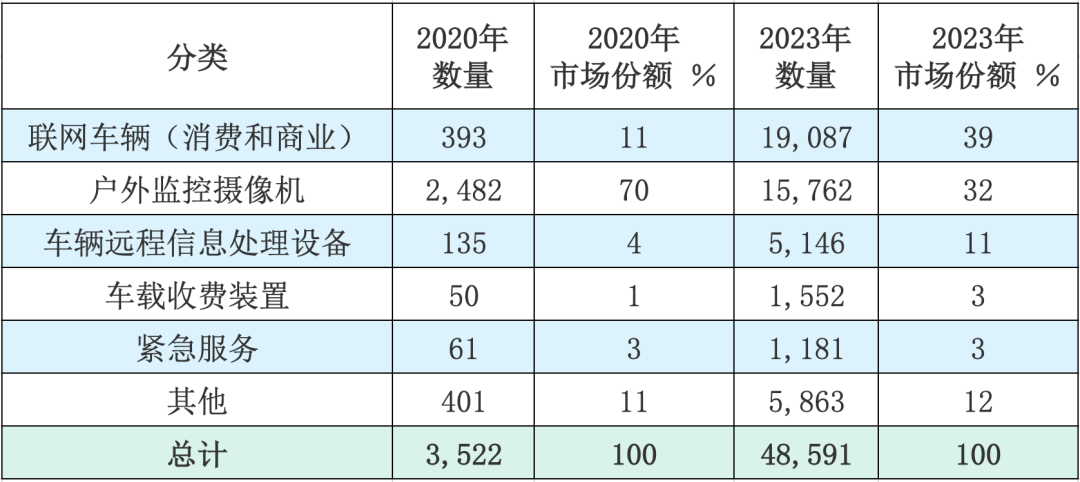 分类 2020年数量 2020年市场份额 % 2023年数量 2023年市场份额 %
联网车辆（消费和商业） 393 11 19,087 39
户外监控摄像机 2,482 70 15,762 32
车辆远程信息处理设备 135 4 5,146 11
车载收费装置 50 1 1,552 3
紧急服务 61 3 1,181 3
其他 401 11 5,863 12
总计 3,522 100 48,591 100